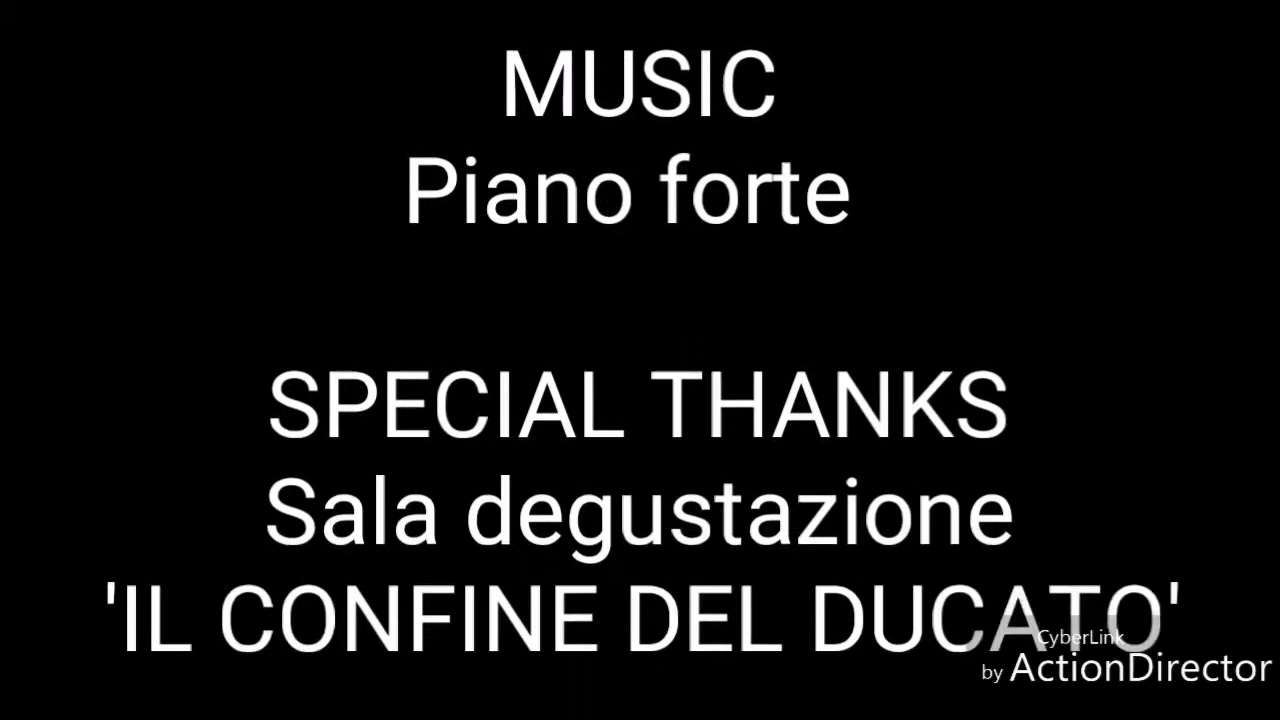 MUSIC
Piano forte
SPECIAL THANKS
Sala degustazione
'IL CONFINE DEL DUCATO'
CyberLink
by ActionDirector